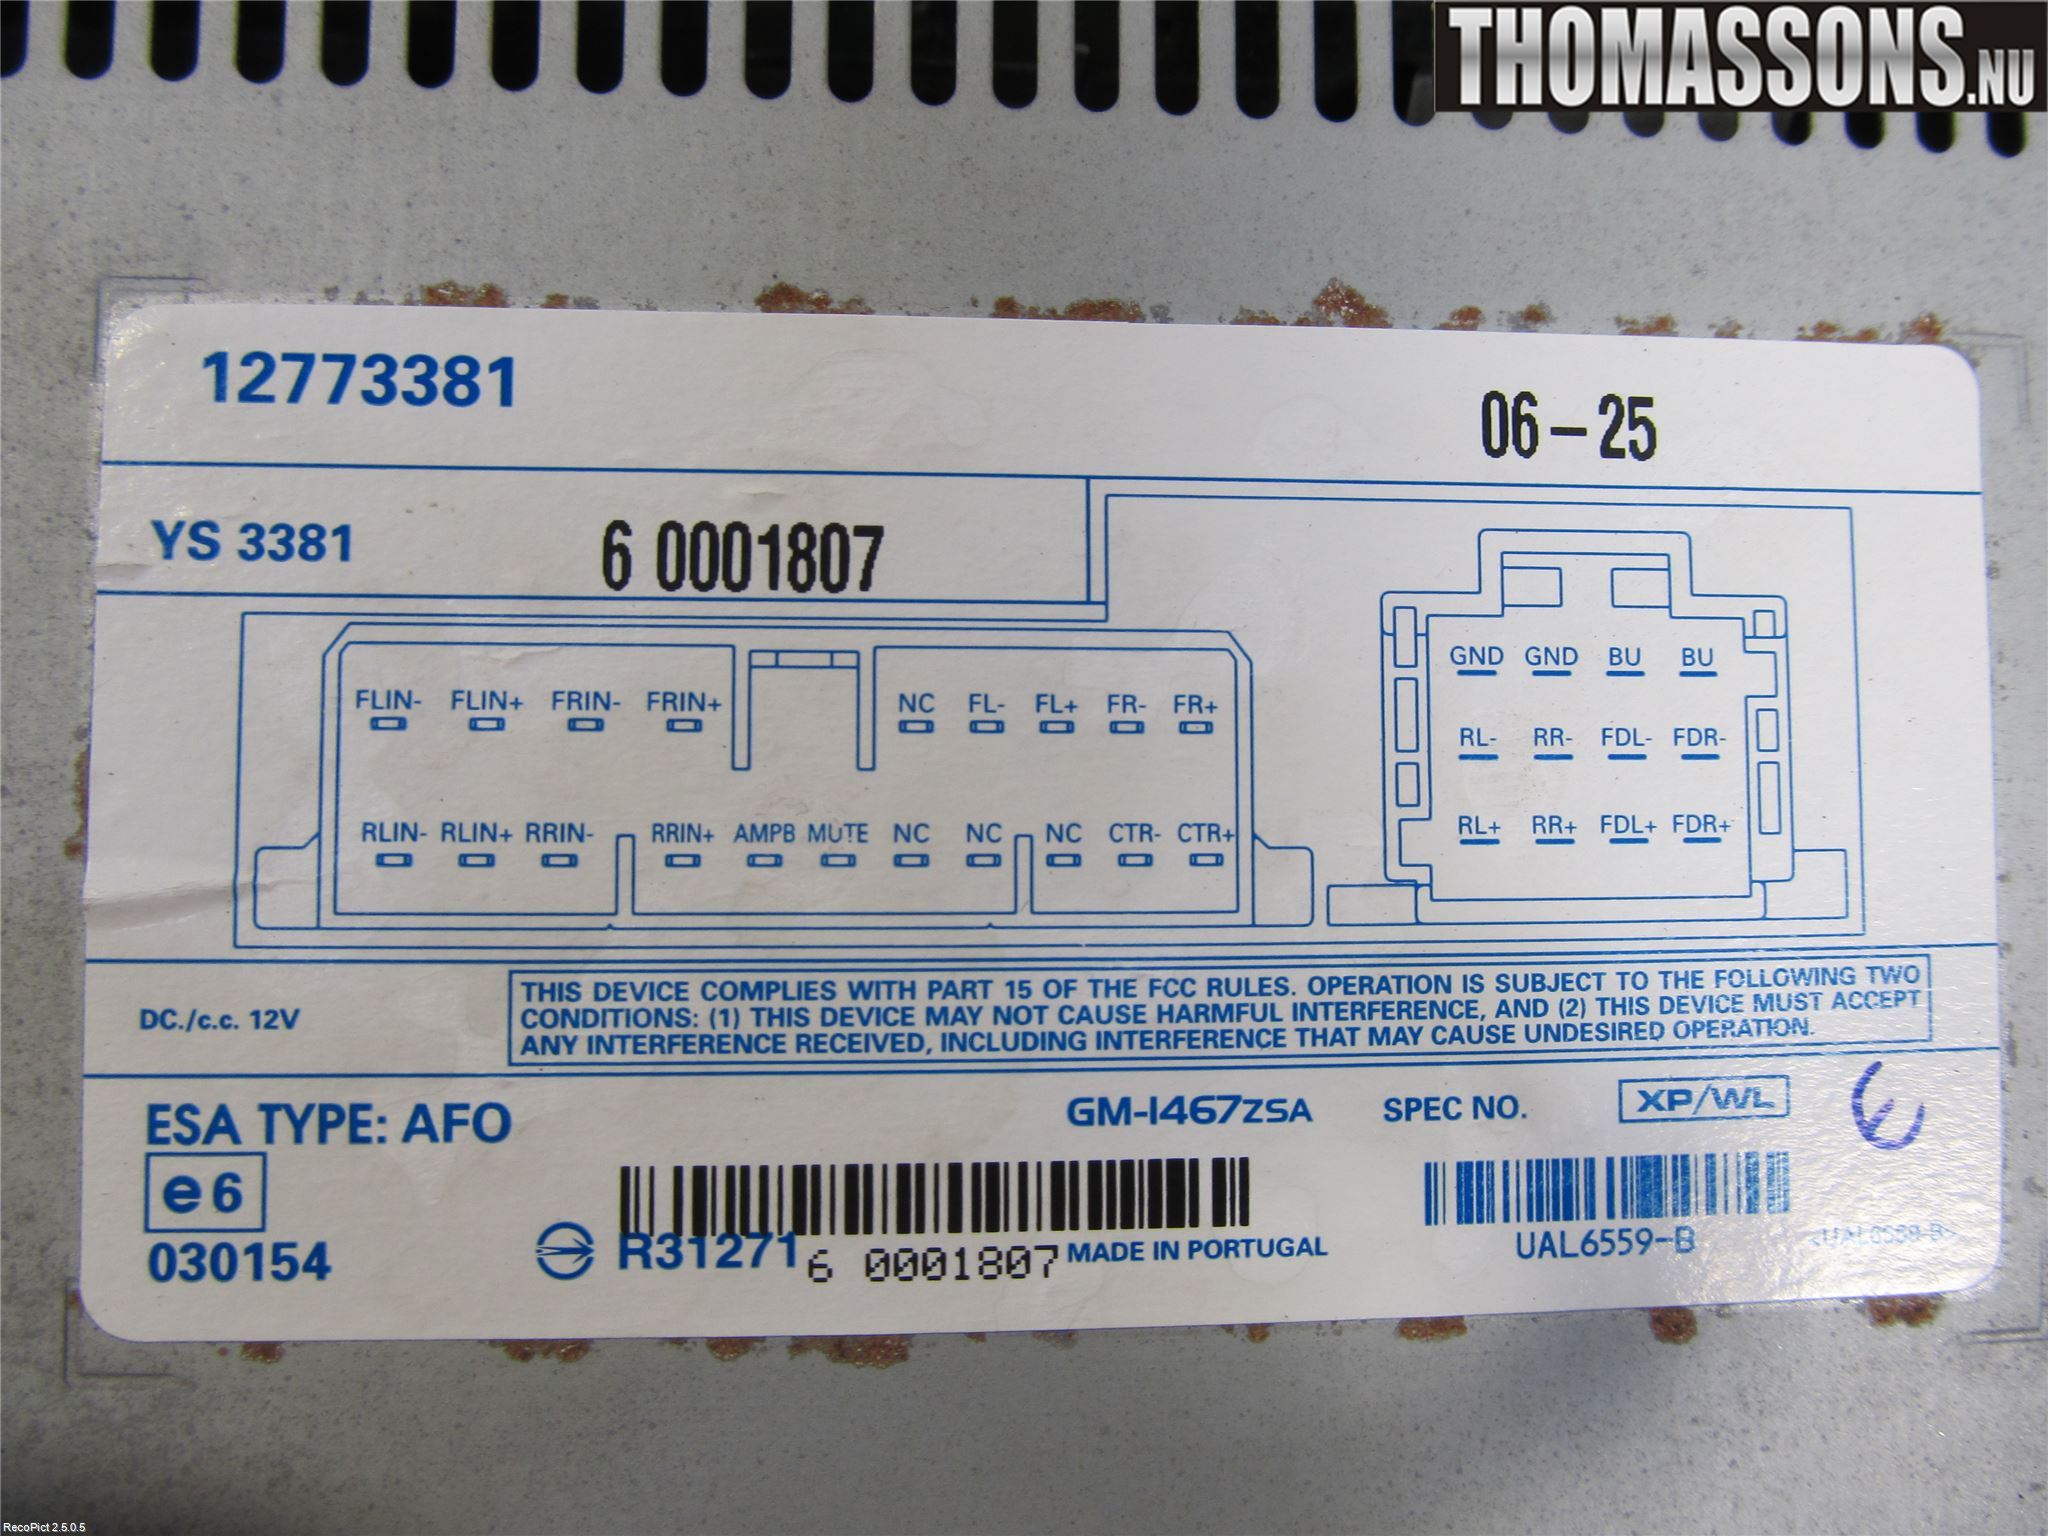 THOMASSONS.NU
12773381
06-25
YS 3381
6 0001807
GND GND BU BU
FLIN- FLIN+ FRIN- FRIN+ NC FL- FL+ FR- FR+
RL- RR- FDL- FDR-
RLIN- RLIN+ RRIN- RRIN+ AMPB MUTE NC NC NC CTR- CTR+
RL+ RR+ FDL+ FDR+
DC./c.c. 12V
THIS DEVICE COMPLIES WITH PART 15 OF THE FCC RULES. OPERATION IS SUBJECT TO THE FOLLOWING TWO
CONDITIONS: (1) THIS DEVICE MAY NOT CAUSE HARMFUL INTERFERENCE, AND (2) THIS DEVICE MUST ACCEPT
ANY INTERFERENCE RECEIVED, INCLUDING INTERFERENCE THAT MAY CAUSE UNDESIRED OPERATION.
ESA TYPE: AFO
GM-1467ZSA
SPEC NO.
XP/WL
e6
030154
R31271
6 0001807
MADE IN PORTUGAL
UAL6559-B
<UAL6559-B>
RecoPict 2.5.0.5